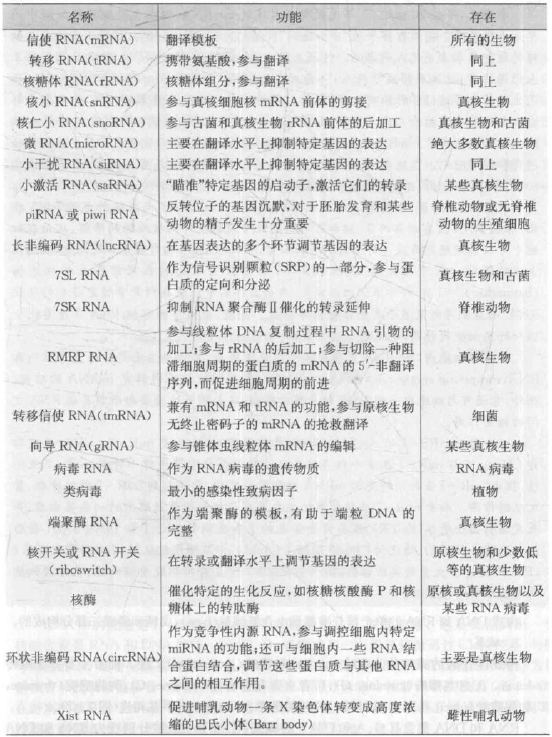 名称 功能 存在
信使 RNA(mRNA) 翻译模板 所有的生物
转移 RNA(tRNA) 携带氨基酸,参与翻译 同上
核糖体 RNA(rRNA) 核糖体组分,参与翻译 同上
核小 RNA(snRNA) 参与真核细胞核 mRNA 前体的剪接 真核生物
核仁小 RNA(snoRNA) 参与古菌和真核生物 rRNA 前体的后加工 真核生物和古菌
微 RNA(microRNA) 主要在翻译水平上抑制特定基因的表达 绝大多数真核生物
小干扰 RNA(siRNA) 主要在翻译水平上抑制特定基因的表达 同上
小激活 RNA(saRNA) "瞄准"特定基因的启动子,激活它们的转录 某些真核生物
piRNA 或 piwi RNA 反转位子的基因沉默,对于胚胎发育和某些
动物的精子发生十分重要 脊椎动物或无脊椎
动物的生殖细胞
长非编码 RNA(lncRNA) 在基因表达的多个环节调节基因的表达 真核生物
7SL RNA 作为信号识别颗粒(SRP)的一部分,参与蛋
白质的定向和分泌 真核生物和古菌
7SK RNA 抑制 RNA 聚合酶Ⅱ催化的转录延伸 脊椎动物
RMRP RNA 参与线粒体 DNA 复制过程中 RNA 引物的
加工;参与 rRNA 的后加工;参与切除一种阻
滞细胞周期的蛋白质的 mRNA 的 5′-非翻译
序列,而促进细胞周期的前进 真核生物
转移信使 RNA(tmRNA) 兼有 mRNA 和 tRNA 的功能,参与原核生物
无终止密码子的 mRNA 的抢救翻译 细菌
向导 RNA(gRNA) 参与锥体虫线粒体 mRNA 的编辑 某些真核生物
病毒 RNA 作为 RNA 病毒的遗传物质 RNA 病毒
类病毒 最小的感染性致病因子 植物
端聚酶 RNA 作为端聚酶的模板,有助于端粒 DNA 的
完整 真核生物
核开关或 RNA 开关
(riboswitch) 在转录或翻译水平上调节基因的表达 原核生物和少数低
等的真核生物
核酶 催化特定的生化反应,如核糖核酸酶 P 和核
糖体上的转肽酶 原核或真核生物以及
某些 RNA 病毒
环状非编码 RNA(circRNA) 作为竞争性内源 RNA,参与调控细胞内特定
miRNA 的功能;还可与细胞内一些 RNA 结
合蛋白结合,调节这些蛋白质与其他 RNA
之间的相互作用。 主要是真核生物
Xist RNA 促进哺乳动物一条 X 染色体转变成高度浓
缩的巴氏小体(Barr body) 雌性哺乳动物